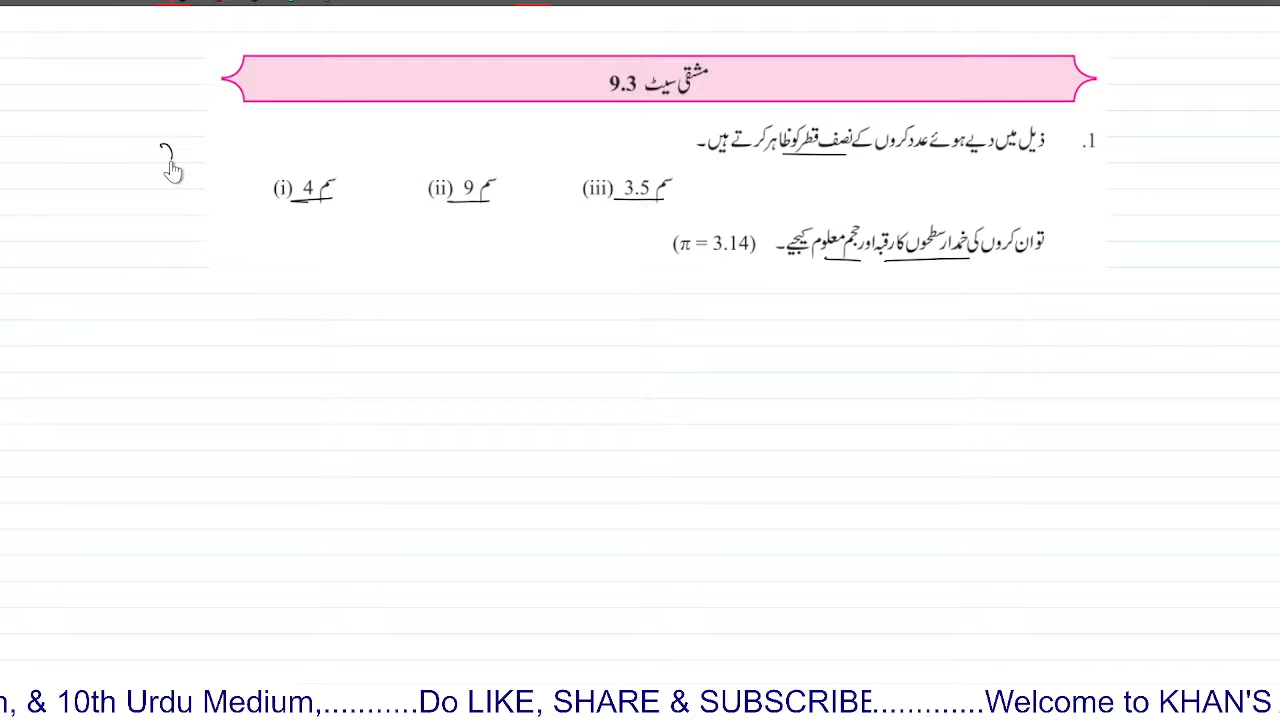 مشقی سیٹ 9.3
1. ذیل میں دیے ہوئے عدد کروں کے نصف قطر کو ظاہر کرتے ہیں۔
(i) 4 سم (ii) 9 سم (iii) 3.5 سم
تو ان کروں کی خمدار سطحوں کا رقبہ اور حجم معلوم کیجیے۔ (π = 3.14)
& 10th Urdu Medium,..........Do LIKE, SHARE & SUBSCRIBE.............Welcome to KHAN'S